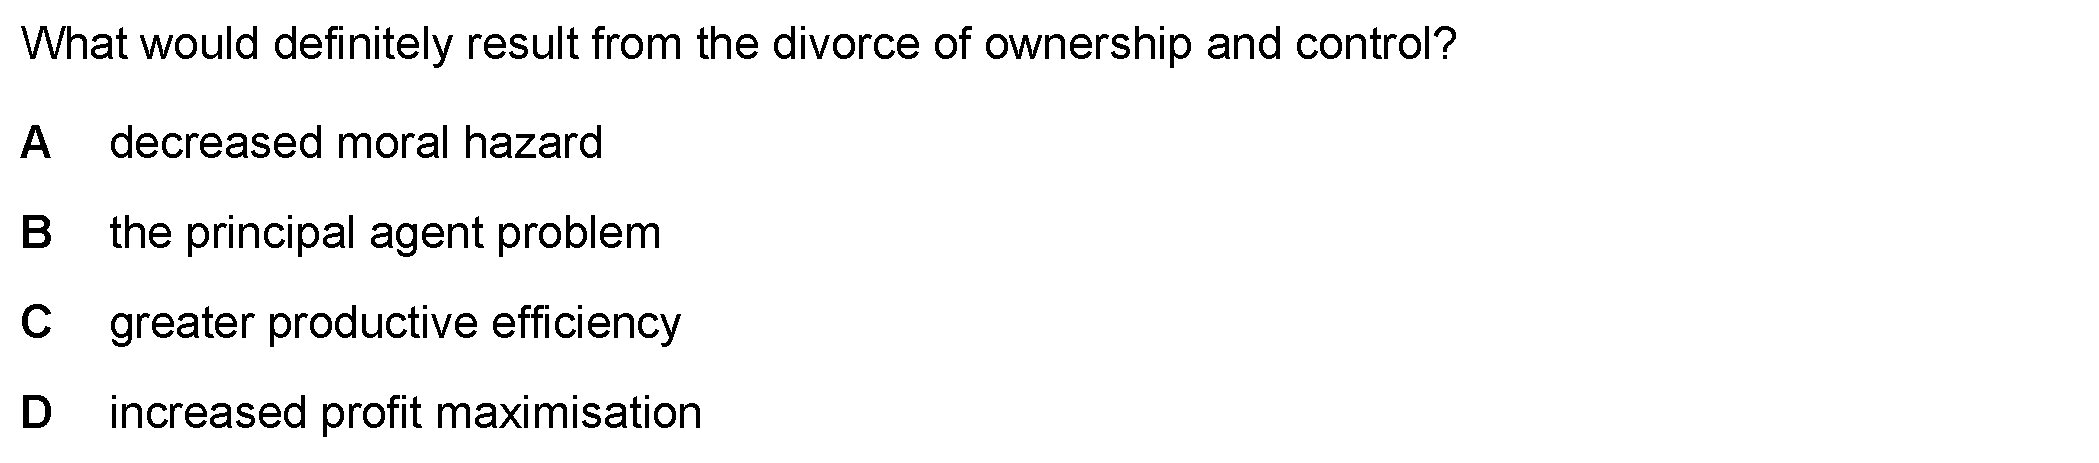 What would definitely result from the divorce of ownership and control?
A decreased moral hazard
B the principal agent problem
C greater productive efficiency
D increased profit maximisation